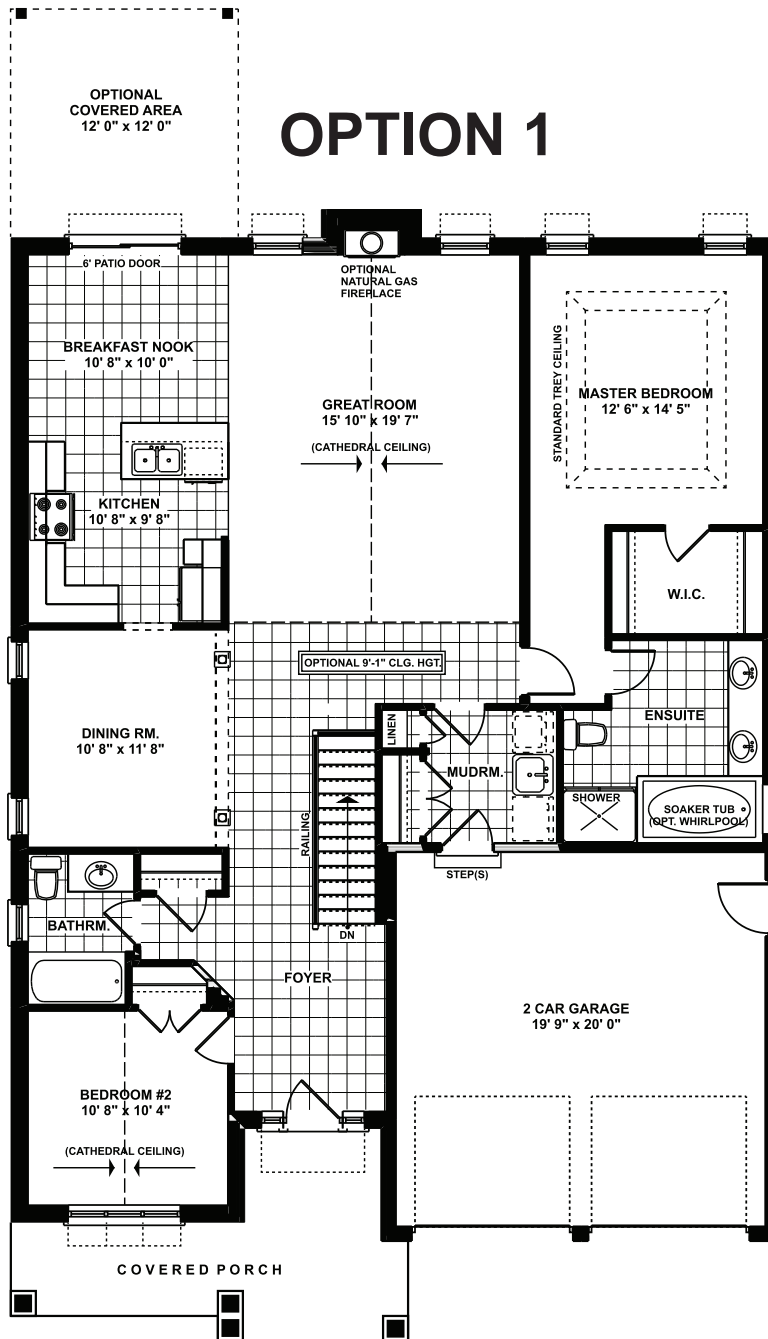 OPTIONAL
COVERED AREA
12' 0" x 12' 0"
OPTION 1
6' PATIO DOOR
OPTIONAL
NATURAL GAS
FIREPLACE
BREAKFAST NOOK
10' 8" x 10' 0"
GREAT ROOM
15' 10" x 19' 7"
(CATHEDRAL CEILING)
STANDARD TREY CEILING
MASTER BEDROOM
12' 6" x 14' 5"
KITCHEN
10' 8" x 9' 8"
W.I.C.
OPTIONAL 9'-1" CLG. HGT.
DINING RM.
10' 8" x 11' 8"
LINEN
MUDRM.
ENSUITE
SHOWER
SOAKER TUB
(OPT. WHIRLPOOL)
RAILING
STEP(S)
DN
BATHRM.
FOYER
2 CAR GARAGE
19' 9" x 20' 0"
BEDROOM #2
10' 8" x 10' 4"
(CATHEDRAL CEILING)
COVERED PORCH